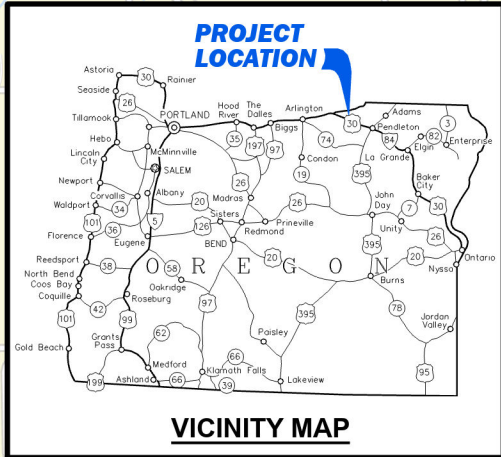 PROJECT
LOCATION
Astoria
30
Rainier
Seaside
26
Tillamook
PORTLAND
Hood
River
The
Dalles
Arlington
30
Adams
3
Hebo
McMinnville
35
197
Biggs
97
74
Pendleton
84
82
Enterprise
Elgin
Lincoln
City
SALEM
Condon
La Grande
Newport
Albany
26
19
395
Baker
City
Corvallis
20
Madras
John
Day
30
Waldport
34
Sisters
26
7
101
36
5
126
Prineville
Unity
Florence
Eugene
Redmond
26
BEND
395
20
Ontario
Reedsport
38
58
20
Nyssa
OREGON
North Bend
Oakridge
Burns
Coos Bay
Coquille
Roseburg
97
78
42
395
101
99
62
Paisley
Jordan
Valley
Gold Beach
Grants
Pass
66
Medford
95
199
Ashland
66
Klamath Falls
39
Lakeview
VICINITY MAP